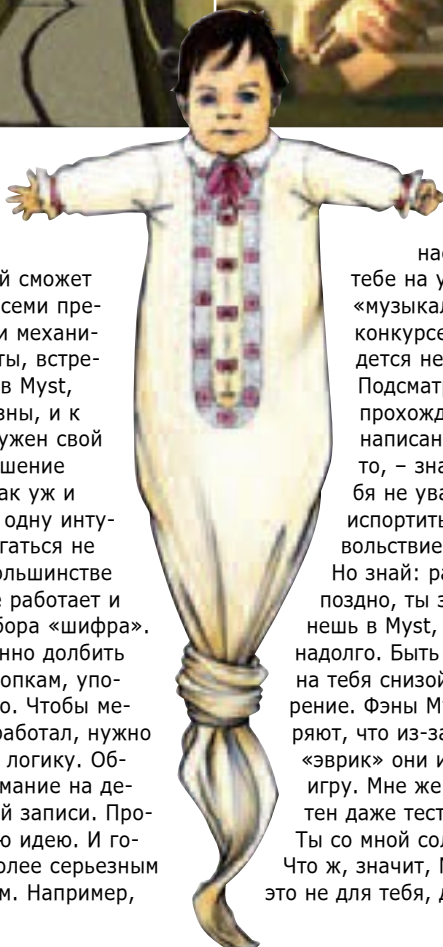 й сможет
семи пре-
и механи-
ты, встре-
в Myst,
зны, и к
ужен свой
шение
ак уж и
одну инту-
гаться не
ольшинстве
е работает и
бора «шифра».
нно долбить
опкам, упо-
о. Чтобы ме-
работал, нужно
логику. Об-
мание на де-
й записи. Про-
ю идею. И го-
олее серьезным
м. Например,
тебе на у
«музыкал
конкурсе
дется не
Подсматр
прохожд
написан
то, – зна
бя не ува
испортить
вольствие
Но знай: ра
поздно, ты з
нешь в Myst,
надолго. Быть
на тебя снизой
рение. Фэны M
ряют, что из-за
«эврик» они и
игру. Мне же
тен даже тест
Ты со мной сол
Что ж, значит,
это не для тебя, д